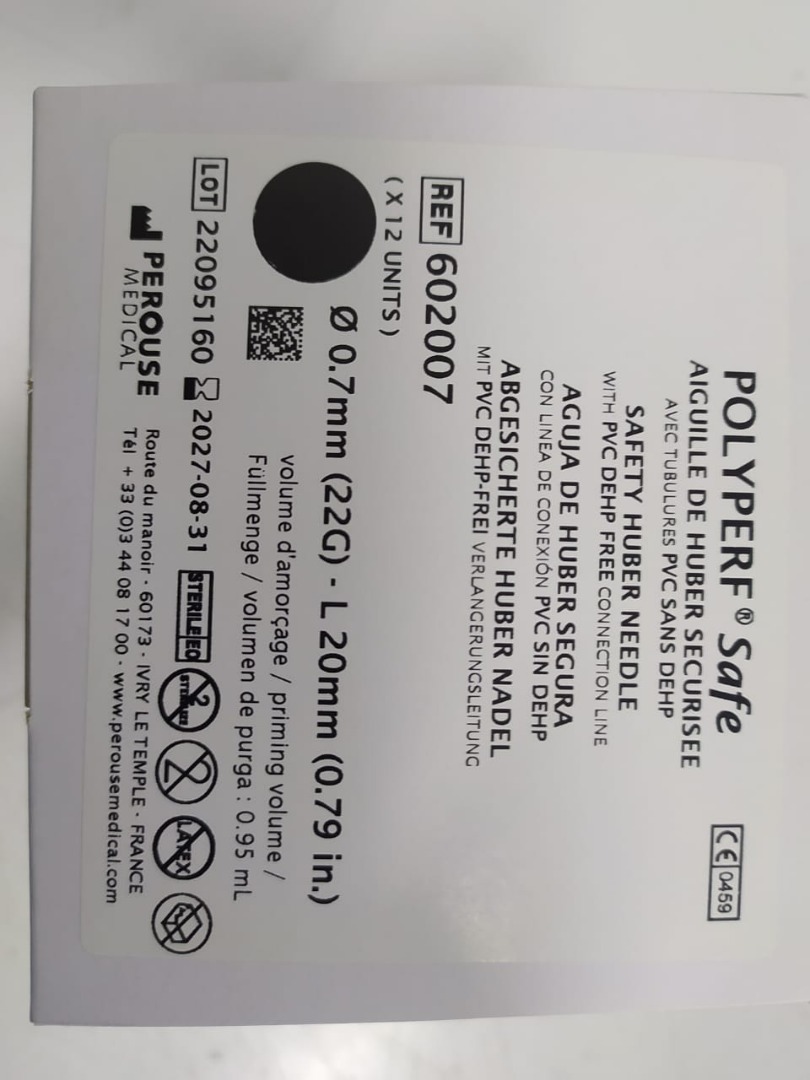 POLYPERF® Safe
AIGUILLE DE HUBER SECURISEE
AVEC TUBULURES PVC SANS DEHP
SAFETY HUBER NEEDLE
WITH PVC DEHP FREE CONNECTION LINE
AGUJA DE HUBER SEGURA
CON LINEA DE CONEXIÓN PVC SIN DEHP
ABGESICHERTE HUBER NADEL
MIT PVC DEHP-FREI VERLANGERUNGSLEITUNG
CE 0459
REF 602007
( X 12 UNITS )
Ø 0.7mm (22G) - L 20mm (0.79 in.)
volume d'amorçage / priming volume /
Füllmenge / volumen de purga : 0.95 mL
LOT 22095160 2027-08-31 STERILE EO 2 STERILIZE 2 LATEX
PEROUSE
MEDICAL
Route du manoir - 60173 - IVRY LE TEMPLE - FRANCE
Tél + 33 (0)3 44 08 17 00 - www.perousemedical.com